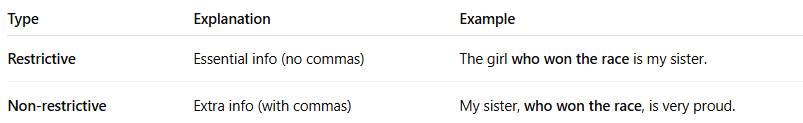 Type Explanation Example
Restrictive Essential info (no commas) The girl who won the race is my sister.
Non-restrictive Extra info (with commas) My sister, who won the race, is very proud.